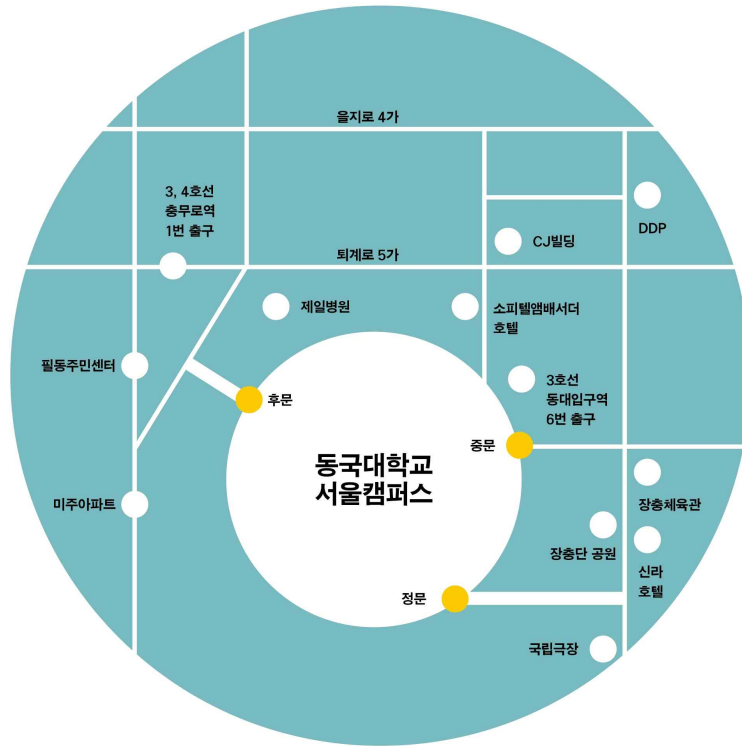 을지로 4가
3, 4호선
충무로역
1번 출구
DDP
퇴계로 5가
CJ빌딩
제일병원
소피텔앰배서더
호텔
필동주민센터
3호선
동대입구역
6번 출구
후문
중문
동국대학교
서울캠퍼스
미주아파트
장충체육관
장충단 공원
신라
호텔
정문
국립극장